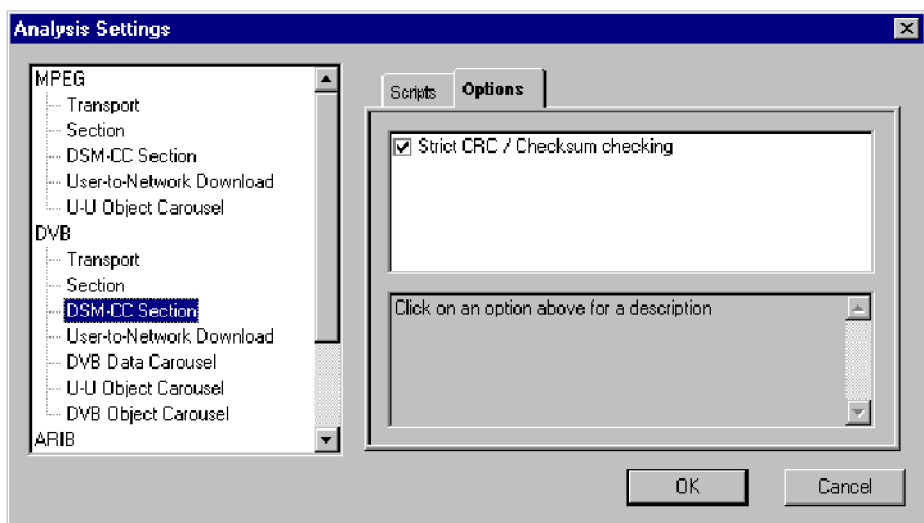 Analysis Settings
MPEG
Transport
Section
DSM-CC Section
User-to-Network Download
U-U Object Carousel
DVB
Transport
Section
DSM-CC Section
User-to-Network Download
DVB Data Carousel
U-U Object Carousel
DVB Object Carousel
ARIB
Scripts
Options
Strict CRC / Checksum checking
Click on an option above for a description
OK
Cancel